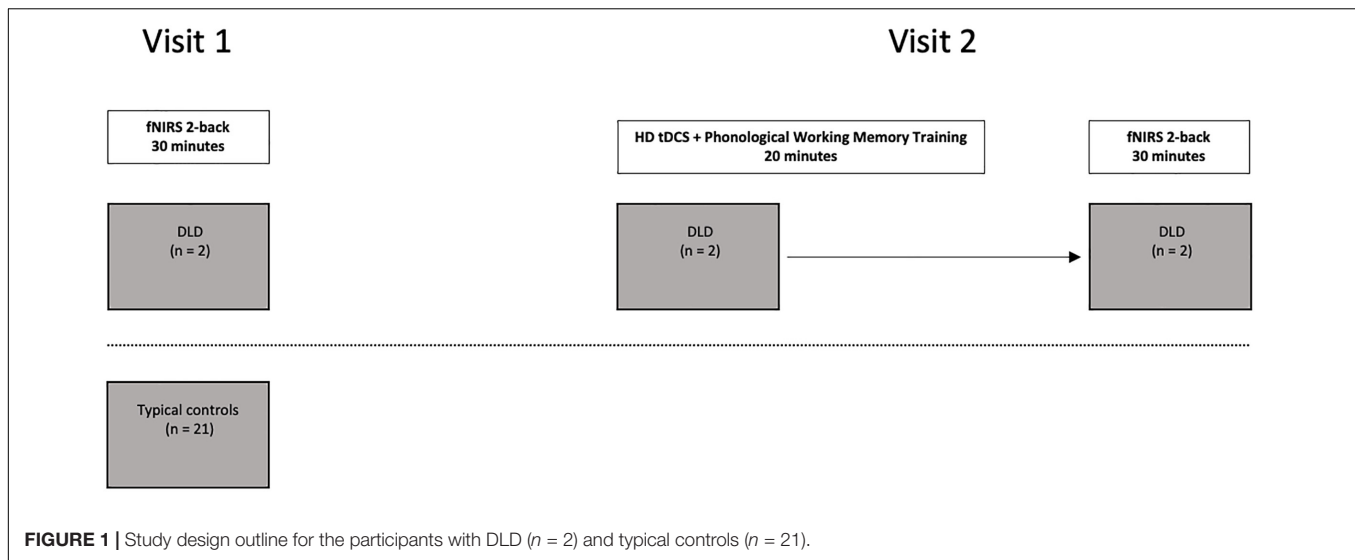 Visit 1
Visit 2
fNIRS 2-back
30 minutes
HD tDCS + Phonological Working Memory Training
20 minutes
fNIRS 2-back
30 minutes
DLD
(n = 2)
DLD
(n = 2)
DLD
(n = 2)
Typical controls
(n = 21)
FIGURE 1 | Study design outline for the participants with DLD (n = 2) and typical controls (n = 21).